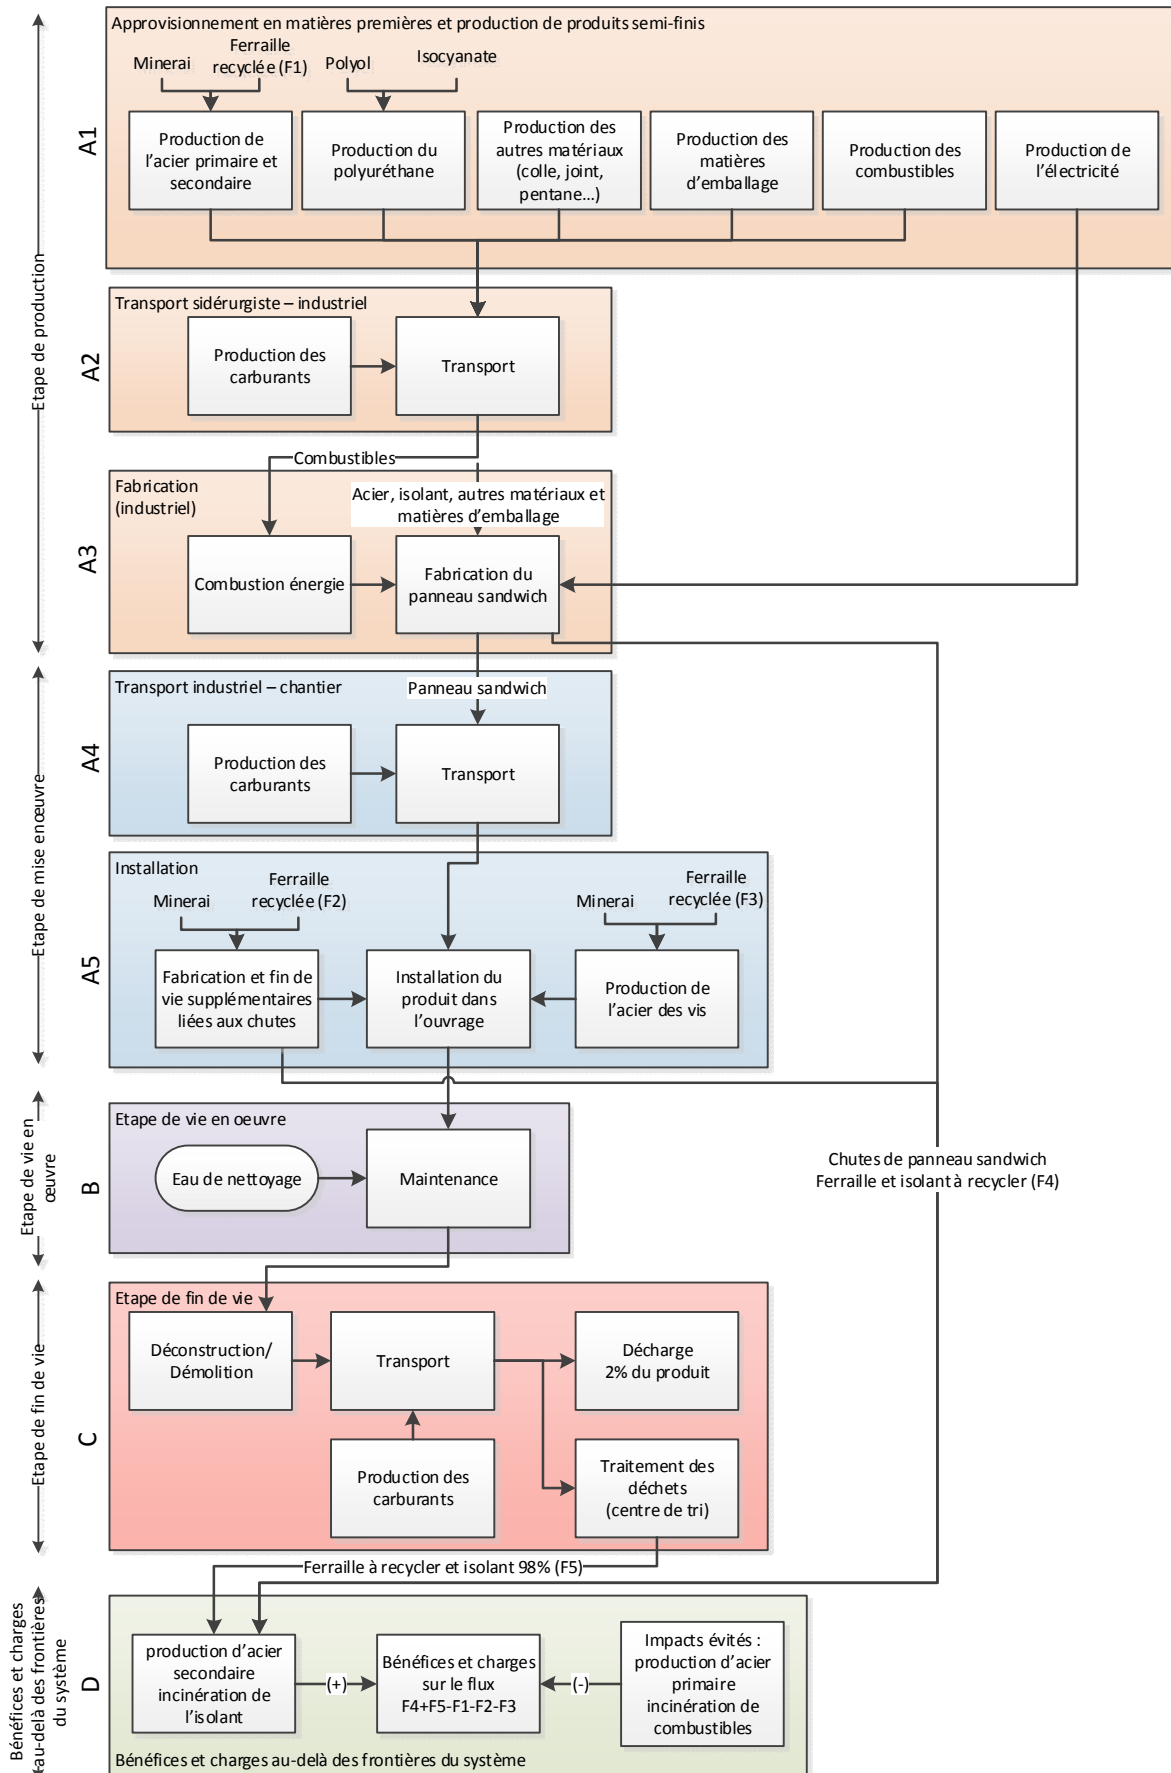 Approvisionnement en matières premières et production de produits semi-finis
Minerai
Ferraille
recyclée (F1)
Polyol
Isocyanate
Production de
l'acier primaire et
secondaire
Production du
polyuréthane
Production des
autres matériaux
(colle, joint,
pentane...)
Production des
matières
d'emballage
Production des
combustibles
Production de
l'électricité
A1
Etape de production
Transport sidérurgiste – industriel
Production des
carburants
Transport
A2
Combustibles
Fabrication
(industriel)
Acier, isolant, autres matériaux et
matières d'emballage
Combustion énergie
Fabrication du
panneau sandwich
A3
Transport industriel – chantier
Panneau sandwich
Production des
carburants
Transport
A4
Etape de mise en œuvre
Installation
Minerai
Ferraille
recyclée (F2)
Minerai
Ferraille
recyclée (F3)
Fabrication et fin de
vie supplémentaires
liées aux chutes
Installation du
produit dans
l'ouvrage
Production de
l'acier des vis
A5
Etape de vie en oeuvre
Eau de nettoyage
Maintenance
B
Etape de vie en
œuvre
Chutes de panneau sandwich
Ferraille et isolant à recycler (F4)
Etape de fin de vie
Déconstruction/
Démolition
Transport
Décharge
2% du produit
Production des
carburants
Traitement des
déchets
(centre de tri)
C
Etape de fin de vie
Ferraille à recycler et isolant 98% (F5)
production d'acier
secondaire
incinération de
l'isolant
(+)
Bénéfices et charges
sur le flux
F4+F5-F1-F2-F3
(-)
Impacts évités :
production d'acier
primaire
incinération de
combustibles
D
Bénéfices et charges
au-delà des frontières
du système
Bénéfices et charges au-delà des frontières du système